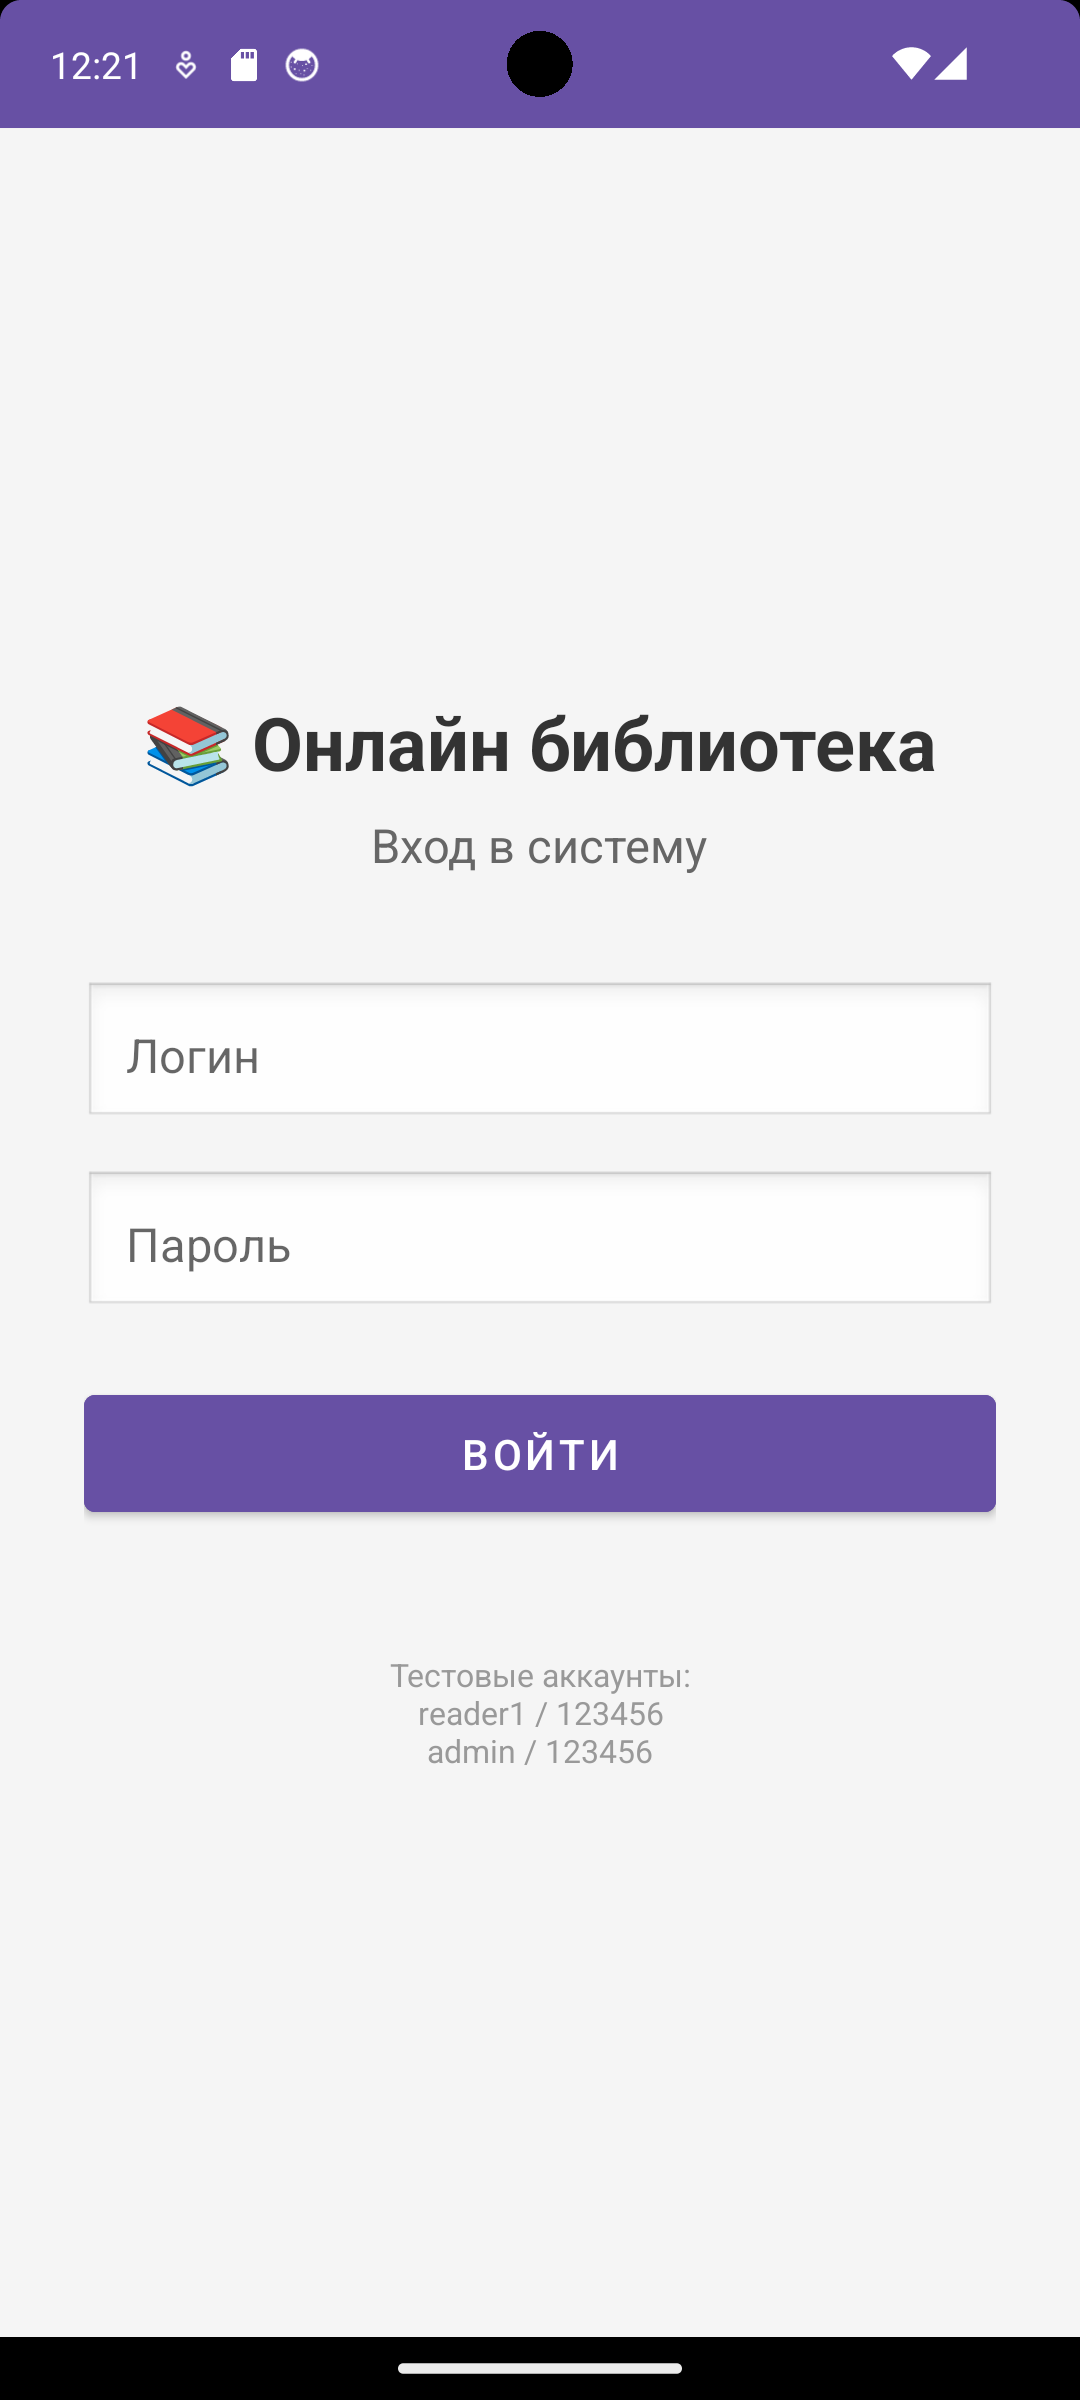 12:21
📚 Онлайн библиотека
Вход в систему
Логин
Пароль
ВОЙТИ
Тестовые аккаунты:
reader1 / 123456
admin / 123456